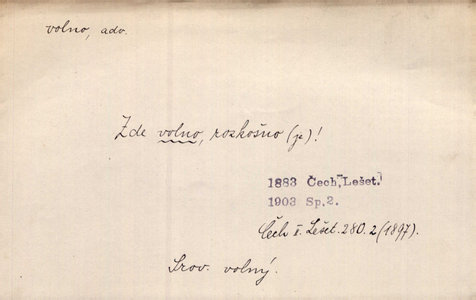 volno, adv.
Zde volno, rozkošno (je)!
1883 Čech, Lešet.
1903 Sp. 2.
Čech I. Lešet. 280. 2 (1897).
Srov. volný.